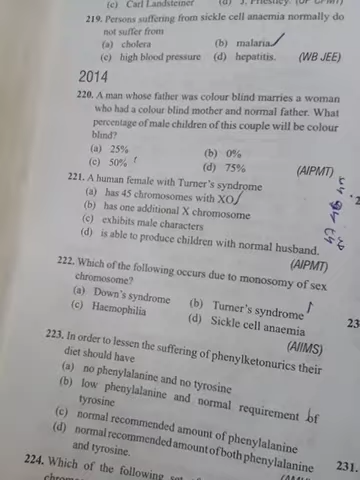 (c) Carl Landsteiner (d) J. Priestley. (UP CPMT)
219. Persons suffering from sickle cell anaemia normally do
not suffer from
(a) cholera (b) malaria
(c) high blood pressure (d) hepatitis. (WB JEE)
2014
220. A man whose father was colour blind marries a woman
who had a colour blind mother and normal father. What
percentage of male children of this couple will be colour
blind?
(a) 25% (b) 0%
(c) 50% (d) 75% (AIPMT)
221. A human female with Turner's syndrome
(a) has 45 chromosomes with XO
(b) has one additional X chromosome
(c) exhibits male characters
(d) is able to produce children with normal husband.
(AIPMT)
222. Which of the following occurs due to monosomy of sex
chromosome?
(a) Down's syndrome (b) Turner's syndrome
(c) Haemophilia (d) Sickle cell anaemia
(AIIMS)
223. In order to lessen the suffering of phenylketonurics their
diet should have
(a) no phenylalanine and no tyrosine
(b) low phenylalanine and normal requirement of
tyrosine
(c) normal recommended amount of phenylalanine
(d) normal recommended amount of both phenylalanine
and tyrosine.
224. Which of the following set of
23
231.